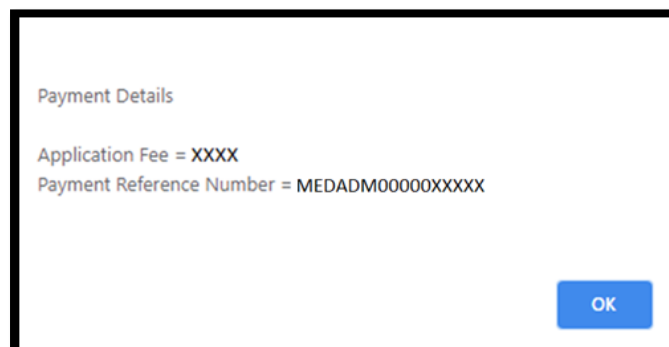 Payment Details
Application Fee = XXXX
Payment Reference Number = MEDADM00000XXXXX
OK